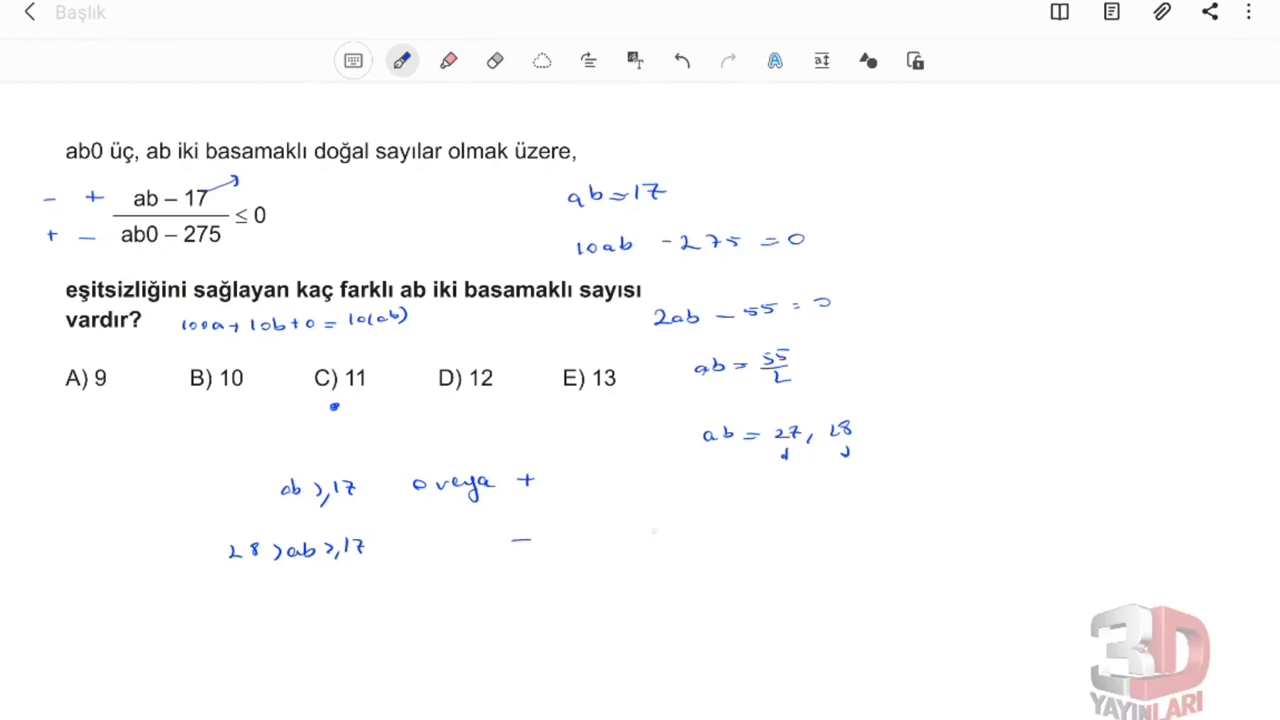 Başlık
ab0 üç, ab iki basamaklı doğal sayılar olmak üzere,
- + ab – 17
+ - ab0 – 275
≤ 0
eşitsizliğini sağlayan kaç farklı ab iki basamaklı sayısı
vardır?
100a + 10b + 0 = 10(ab)
A) 9 B) 10 C) 11 D) 12 E) 13
ab = 17
10ab - 275 = 0
2ab - 55 = 0
ab = 55/2
ab = 27, 28
ab ≥ 17 0 veya +
28 > ab ≥ 17 -
3D
YAYINLARI